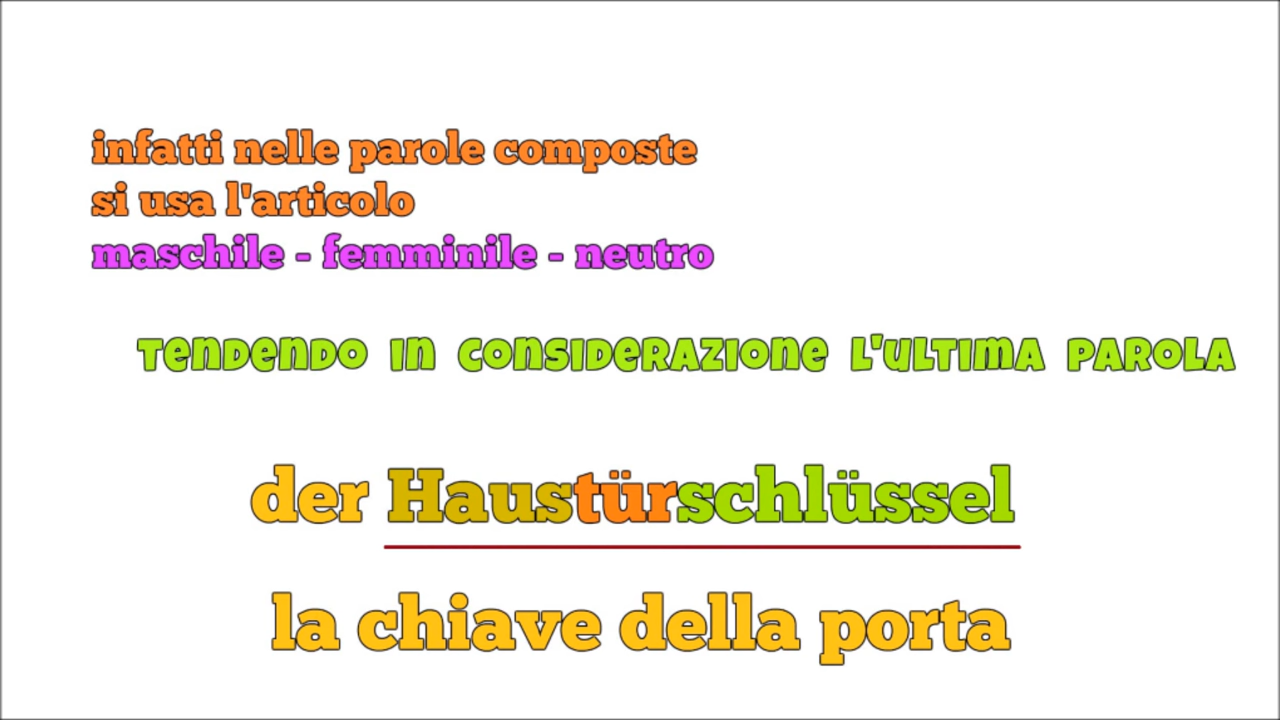 infatti nelle parole composte
si usa l'articolo
maschile - femminile - neutro
Tendendo in considerazione l'ultima parola
der Haustürschlüssel
la chiave della porta